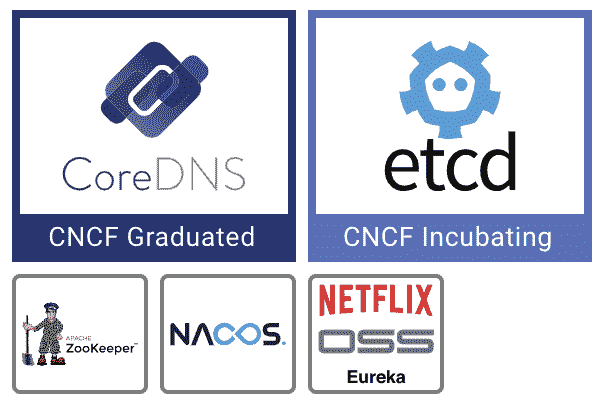 CoreDNS
CNCF Graduated
etcd
CNCF Incubating
APACHE
ZooKeeper™
NACOS.
NETFLIX
OSS
Eureka